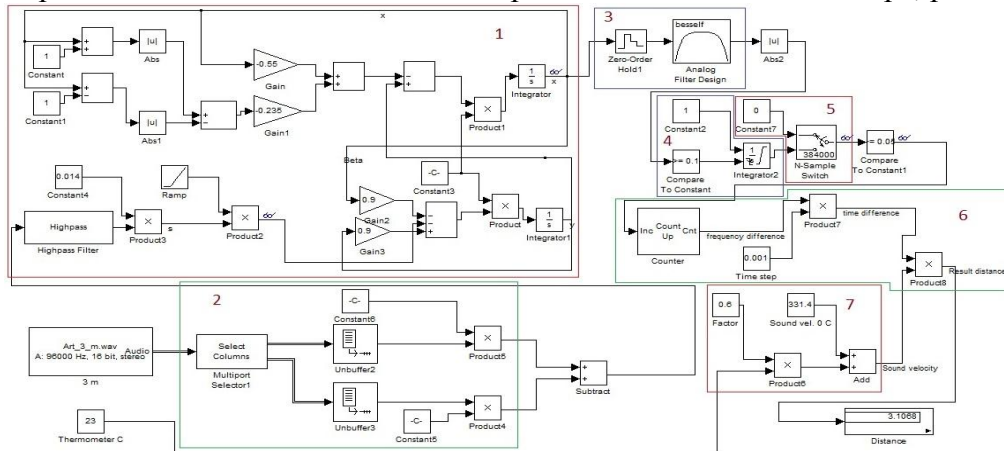 x
1
1
Constant
|u|
Abs
-0.55
Gain
1
Constant1
|u|
Abs1
-0.235
Gain1
Product1
1
s
Integrator
x
0.014
Constant4
Ramp
Highpass
Highpass Filter
Product3
s
Product2
Beta
-C-
Constant3
0.9
Gain2
0.9
Gain3
Product
1
s
Integrator1
y
2
-C-
Constant6
Product5
Art_3_m.wav
A: 96000 Hz, 16 bit, stereo
Audio
3 m
Select
Columns
Multiport
Selector1
Unbuffer2
Unbuffer3
-C-
Constant5
Product4
Subtract
23
Thermometer C
3
Zero-Order
Hold1
besself
Analog
Filter Design
|u|
Abs2
4
1
Constant2
>= 0.1
Compare
To Constant
Integrator2
5
0
Constant7
384000
N-Sample
Switch
Compare
To Constant1
6
Inc
Count
Up
Cnt
Counter
frequency difference
0.001
Time step
Product7
time difference
Product8
Result distance
7
0.6
Factor
331.4
Sound vel. 0 C
Product6
Add
Sound velocity
3.1068
Distance